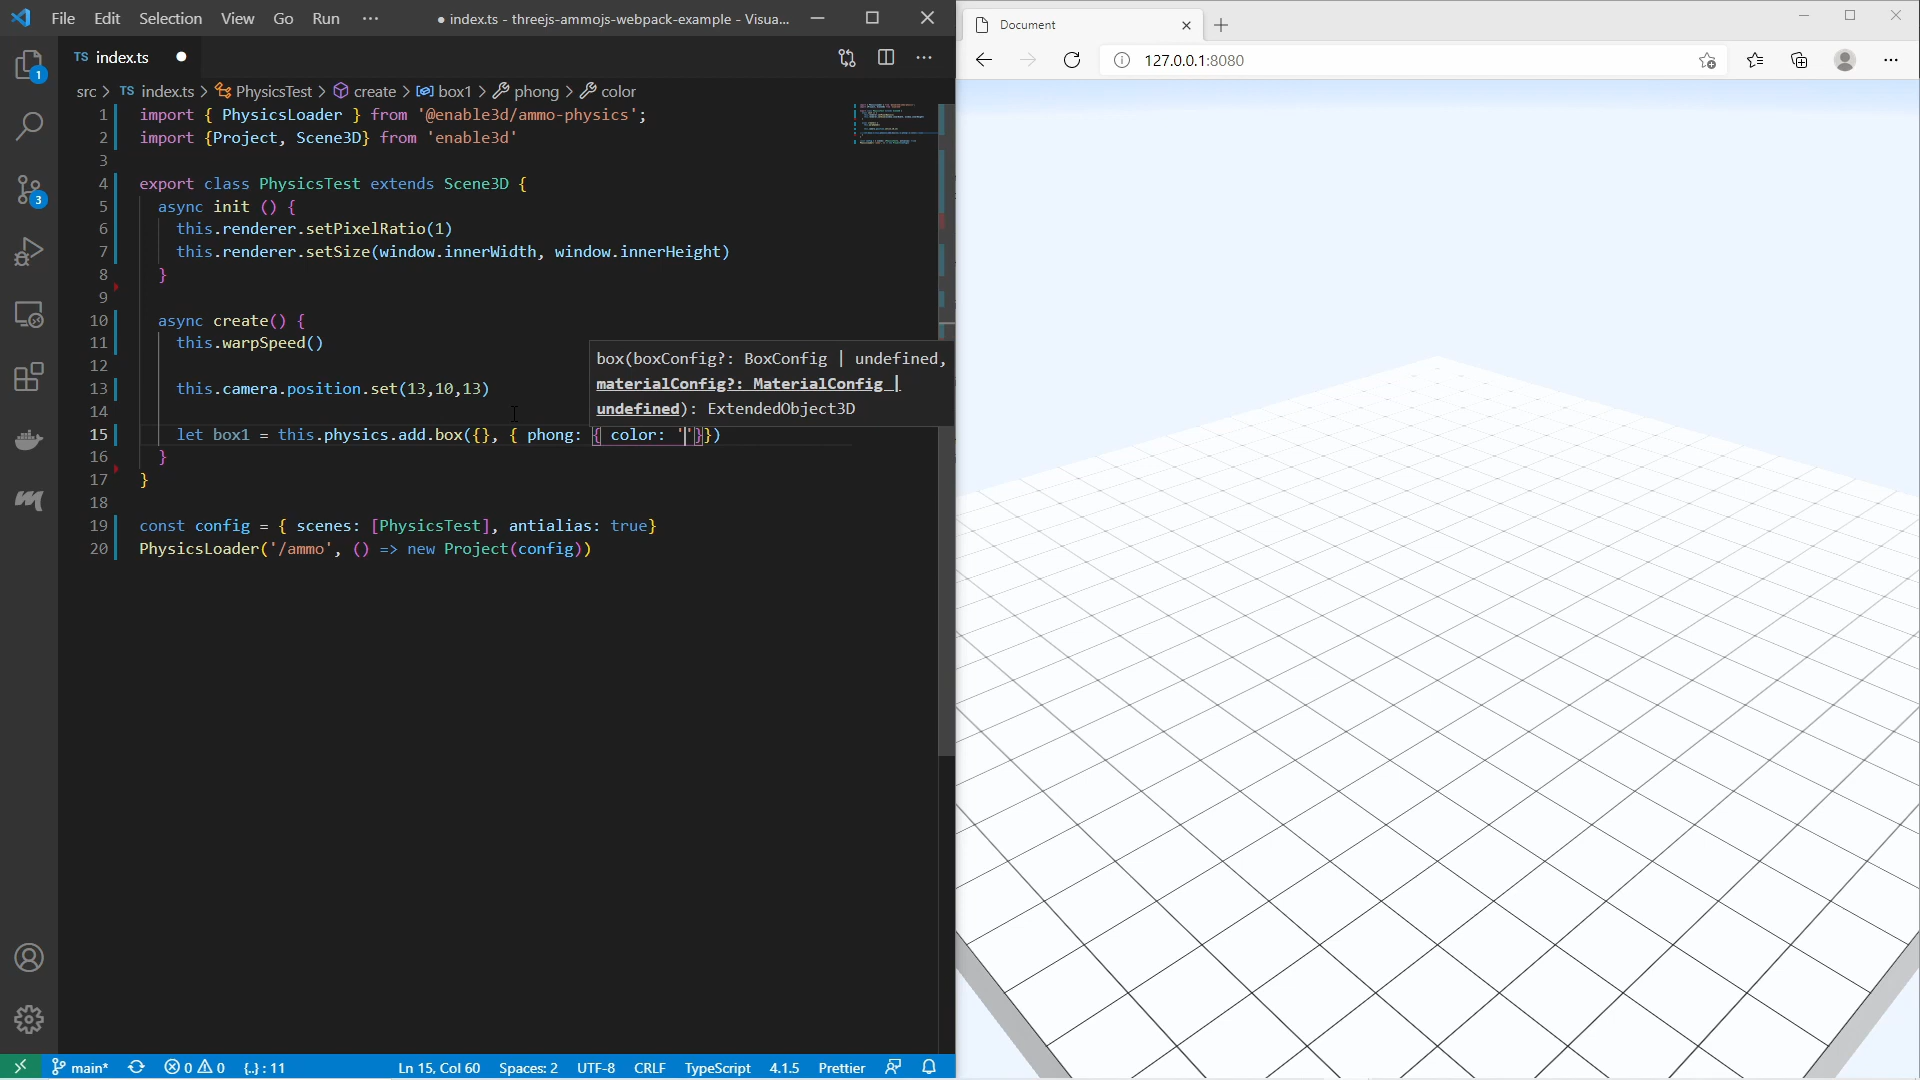 File Edit Selection View Go Run ··· ● index.ts - threejs-ammojs-webpack-example - Visua...
TS index.ts ●
src > TS index.ts > PhysicsTest > create > box1 > phong > color
1 import { PhysicsLoader } from '@enable3d/ammo-physics';
2 import {Project, Scene3D} from 'enable3d'
3
4 export class PhysicsTest extends Scene3D {
5 async init () {
6 this.renderer.setPixelRatio(1)
7 this.renderer.setSize(window.innerWidth, window.innerHeight)
8 }
9
10 async create() {
11 this.warpSpeed()
12
13 this.camera.position.set(13,10,13)
14
15 let box1 = this.physics.add.box({}, { phong: { color: ''}})
16 }
17 }
18
19 const config = { scenes: [PhysicsTest], antialias: true}
20 PhysicsLoader('/ammo', () => new Project(config))
box(boxConfig?: BoxConfig | undefined,
materialConfig?: MaterialConfig |
undefined): ExtendedObject3D
1
3
main* 0 0 {..} : 11 Ln 15, Col 60 Spaces: 2 UTF-8 CRLF TypeScript 4.1.5 Prettier
Document
127.0.0.1:8080